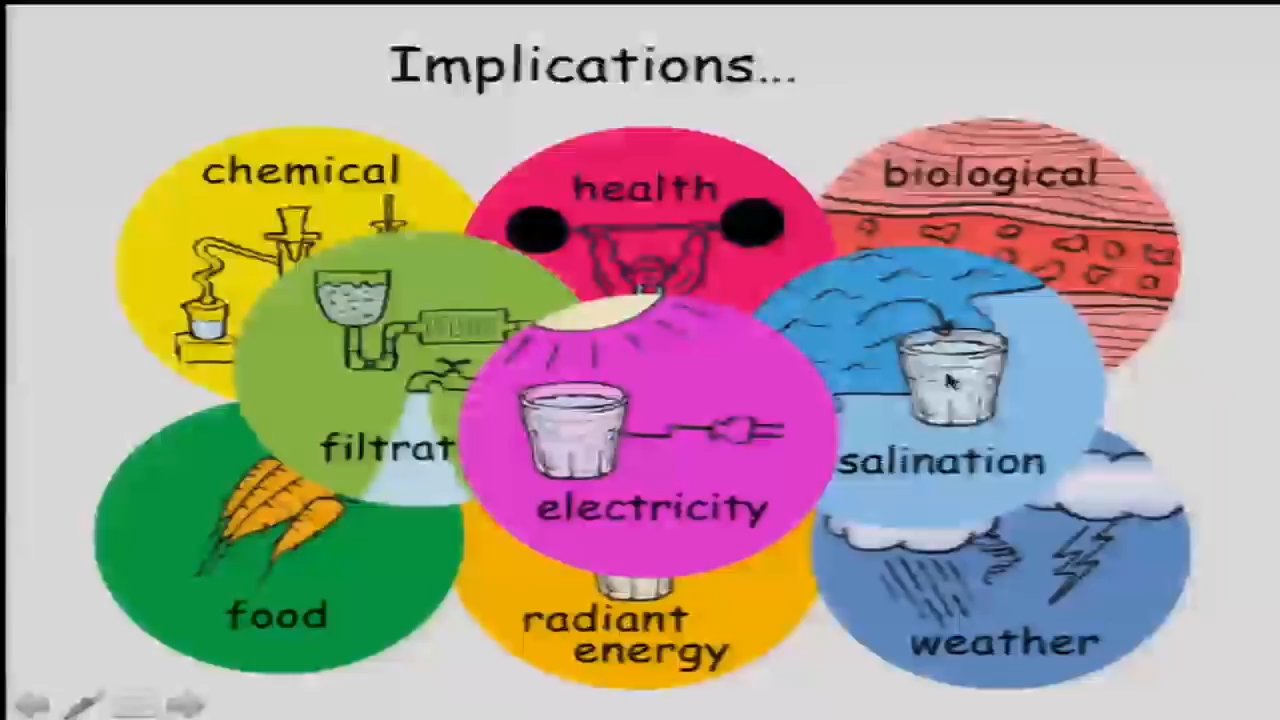 Implications...
chemical
health
biological
filtrat
salination
electricity
food
radiant
energy
weather